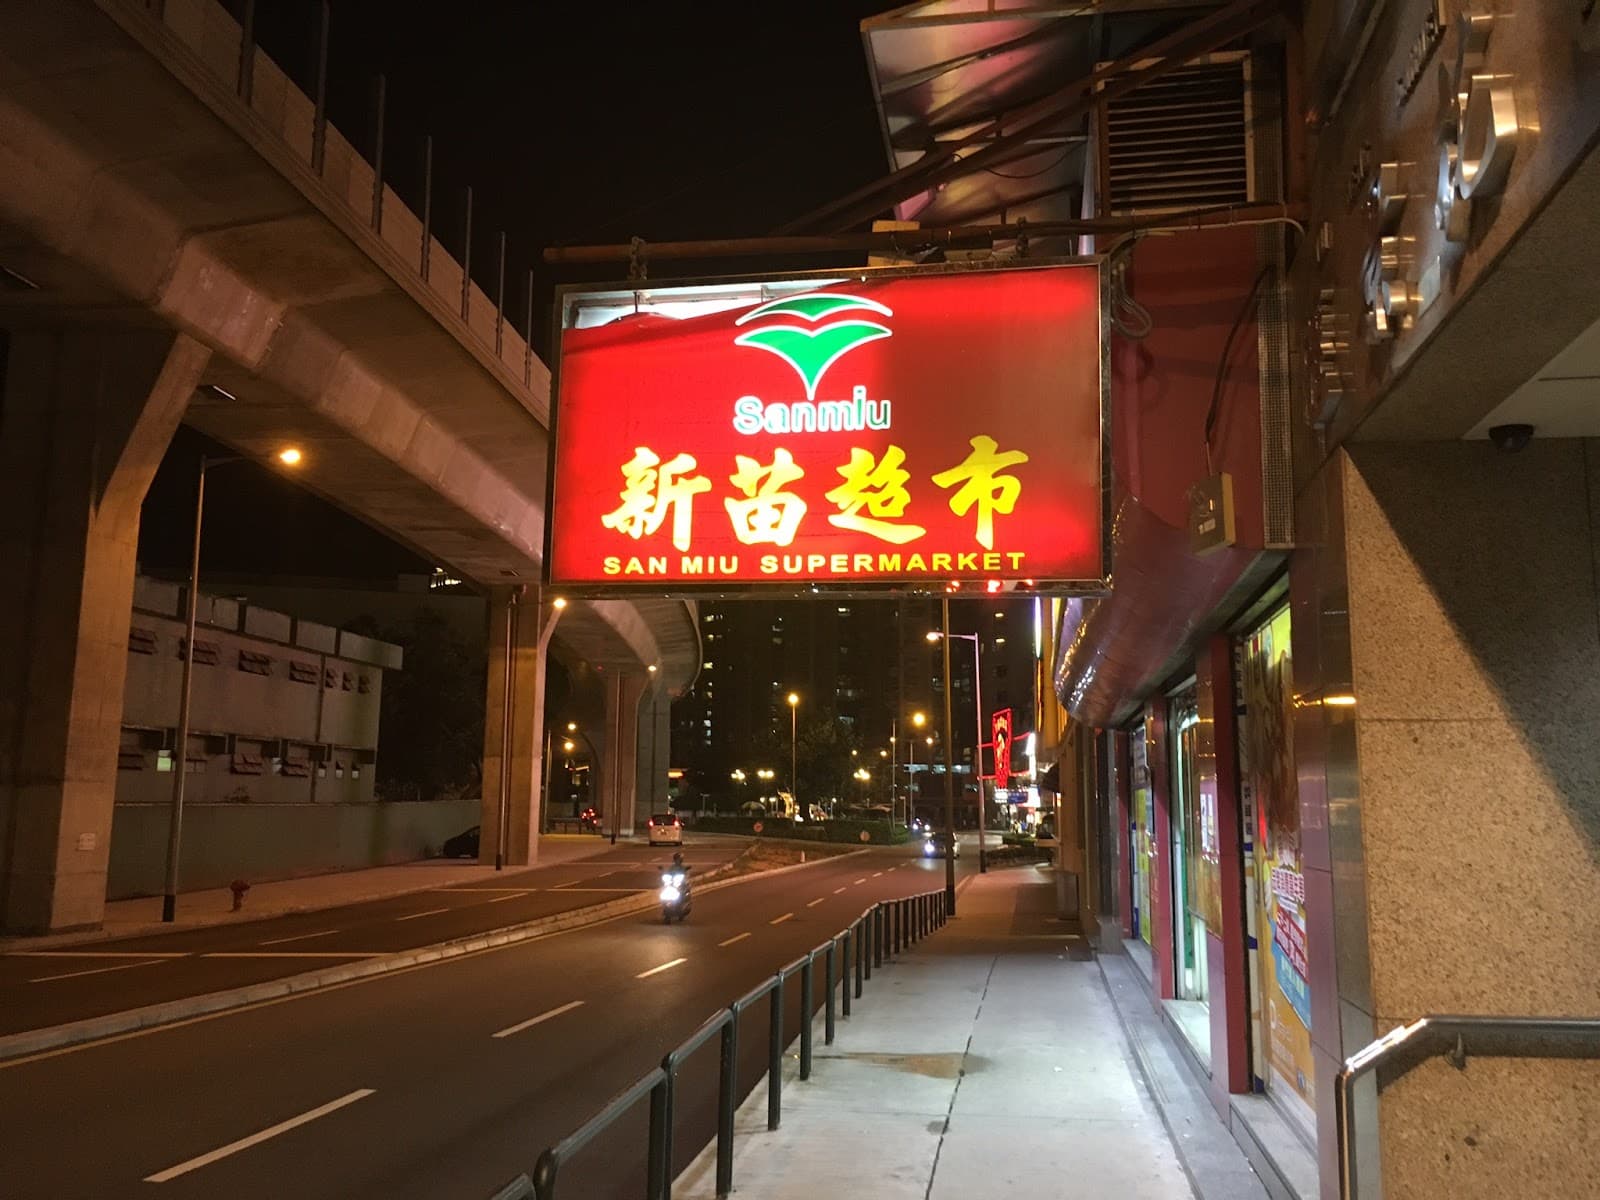 Sanmiu
新苗超市
SAN MIU SUPERMARKET